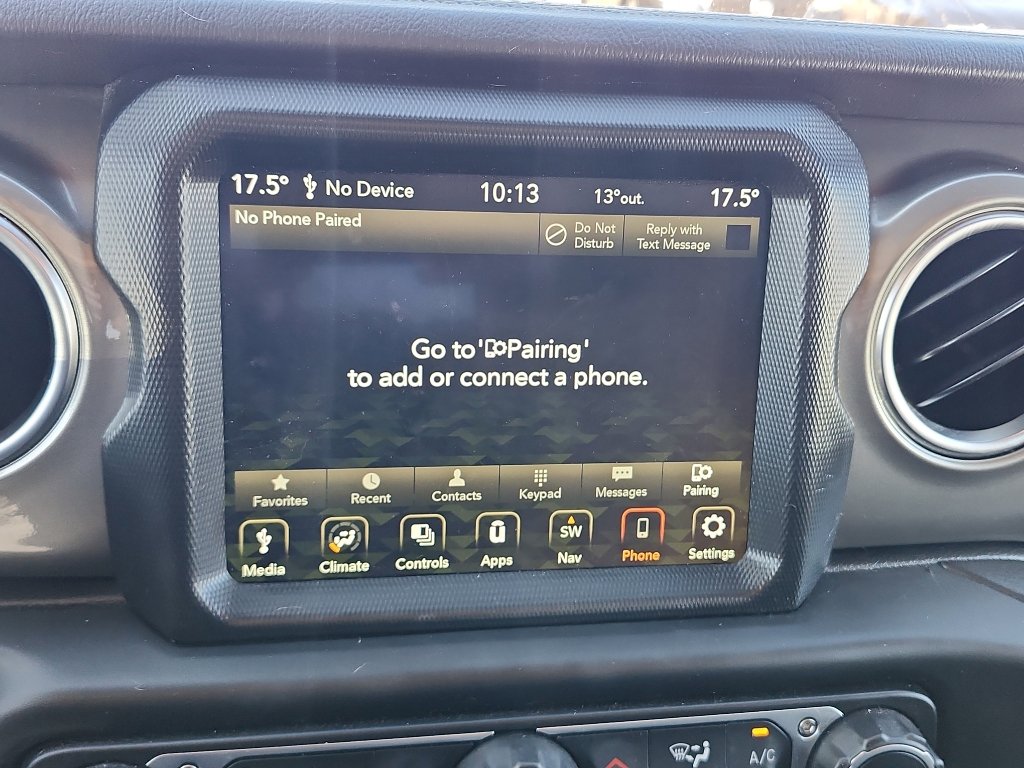 17.5° No Device 10:13 13°out. 17.5°
No Phone Paired
Do Not
Disturb
Reply with
Text Message
Go to 'Pairing'
to add or connect a phone.
Favorites Recent Contacts Keypad Messages Pairing
SW
Media Climate Controls Apps Nav Phone Settings
A/C